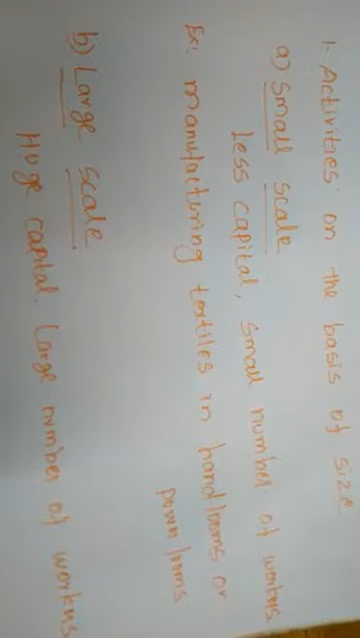 1. Activities on the basis of size
a) Small scale
Less capital, small number of workers
Ex: manufacturing textiles in handlooms or
power looms
b) Large scale
Huge capital. Large number of workers